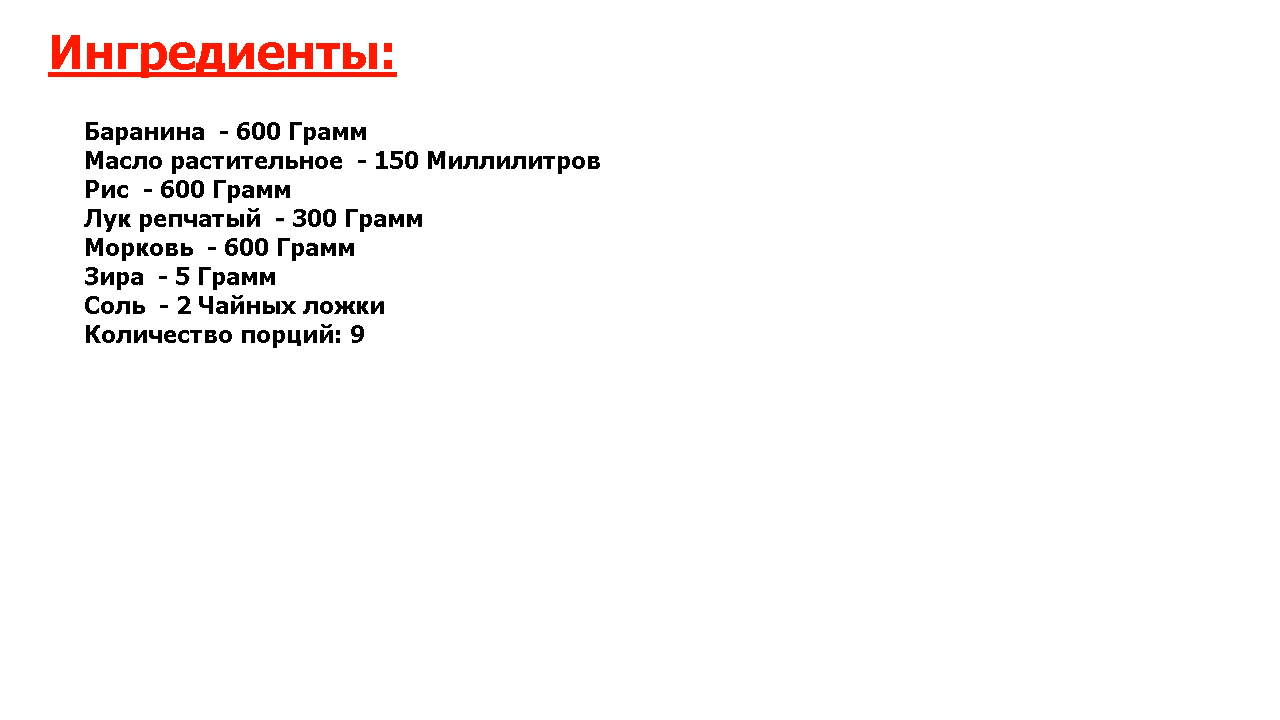 Ингредиенты:
Баранина - 600 Грамм
Масло растительное - 150 Миллилитров
Рис - 600 Грамм
Лук репчатый - 300 Грамм
Морковь - 600 Грамм
Зира - 5 Грамм
Соль - 2 Чайных ложки
Количество порций: 9